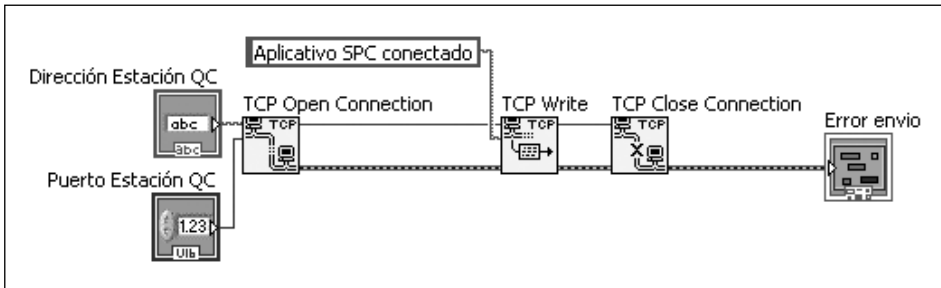 Aplicativo SPC conectado
Dirección Estación QC
abc
abc
TCP Open Connection
TCP
TCP Write
TCP
TCP Close Connection
TCP
Error envio
Puerto Estación QC
1.23
U16